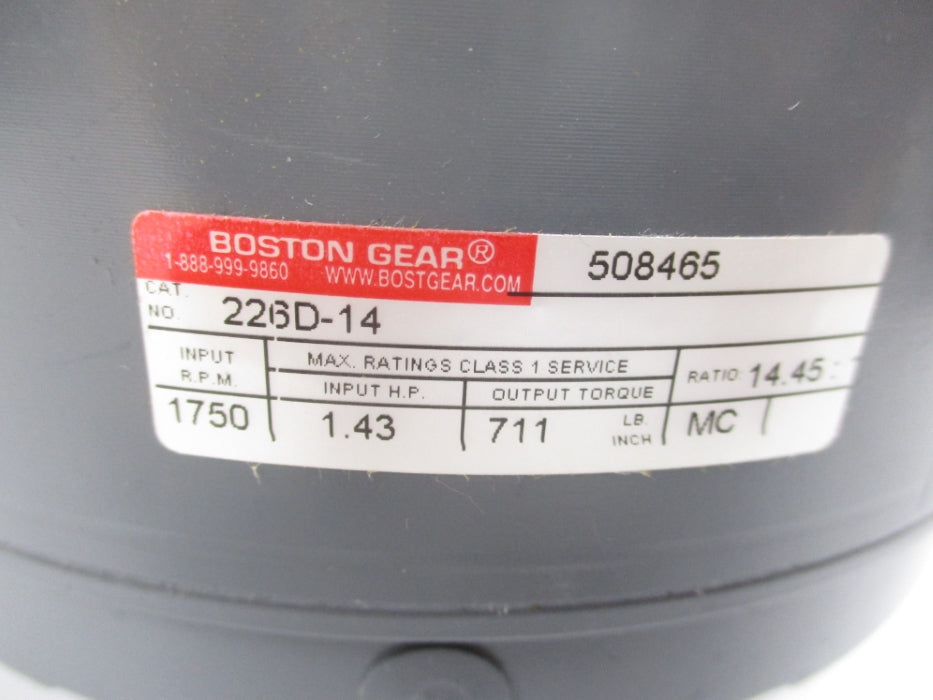 BOSTON GEAR®
1-888-999-9860 WWW.BOSTGEAR.COM
508465
CAT. NO. 226D-14
INPUT R.P.M.
1750
MAX. RATINGS CLASS 1 SERVICE
INPUT H.P.
1.43
OUTPUT TORQUE
711 LB. INCH
RATIO: 14.45 :
MC